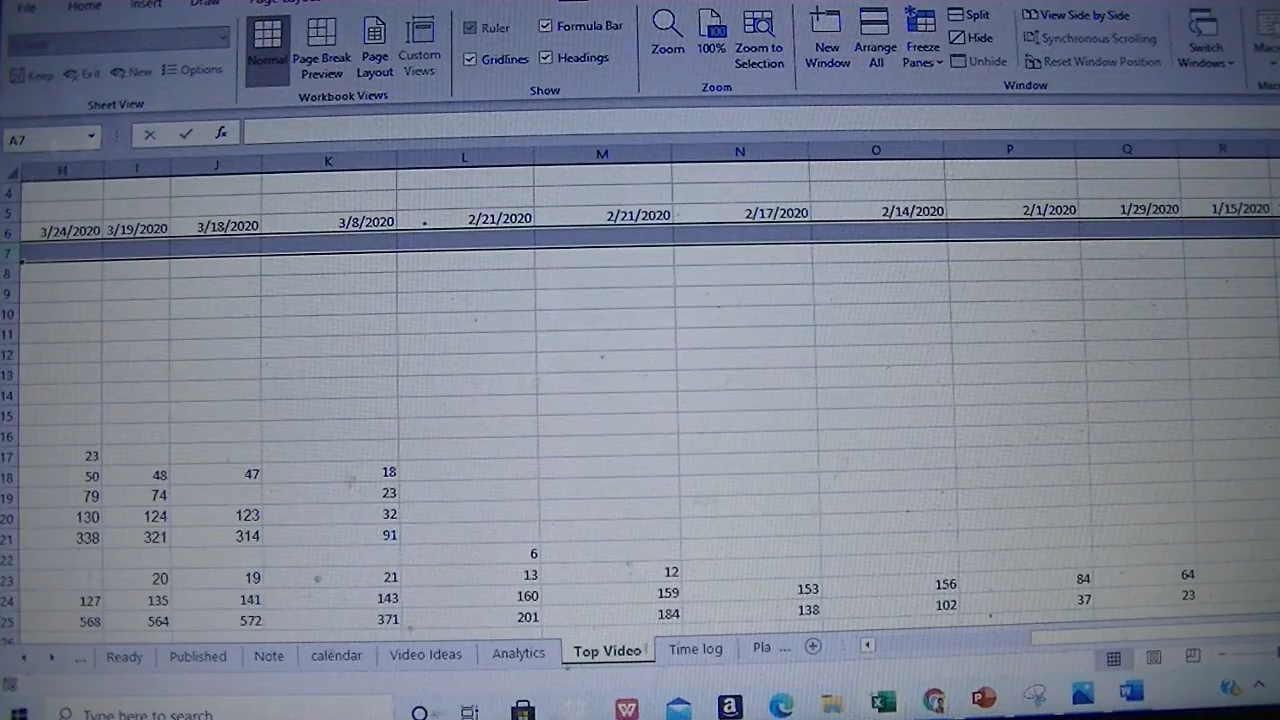 File Home Insert Draw
Keep Exit New Options
Sheet View
Normal Page Break Preview Page Layout Custom Views
Workbook Views
Ruler Formula Bar
Gridlines Headings
Show
Zoom 100% Zoom to Selection
Zoom
New Window Arrange All Freeze Panes
Split
Hide
Unhide
View Side by Side
Synchronous Scrolling
Reset Window Position
Window
Switch Windows
A7 fx
H I J K L M N O P Q R
4
5
6 3/24/2020 3/19/2020 3/18/2020 3/8/2020 2/21/2020 2/21/2020 2/17/2020 2/14/2020 2/1/2020 1/29/2020 1/15/2020
7
8
9
10
11
12
13
14
15
16
17 23
18 50 48 47 18
19 79 74 23
20 130 124 123 32
21 338 321 314 91
22 6
23 20 19 21 13 12
24 127 135 141 143 160 159 153 156 84 64
25 568 564 572 371 201 184 138 102 37 23
... Ready Published Note calendar Video Ideas Analytics Top Video Time log Pla ...
Type here to search